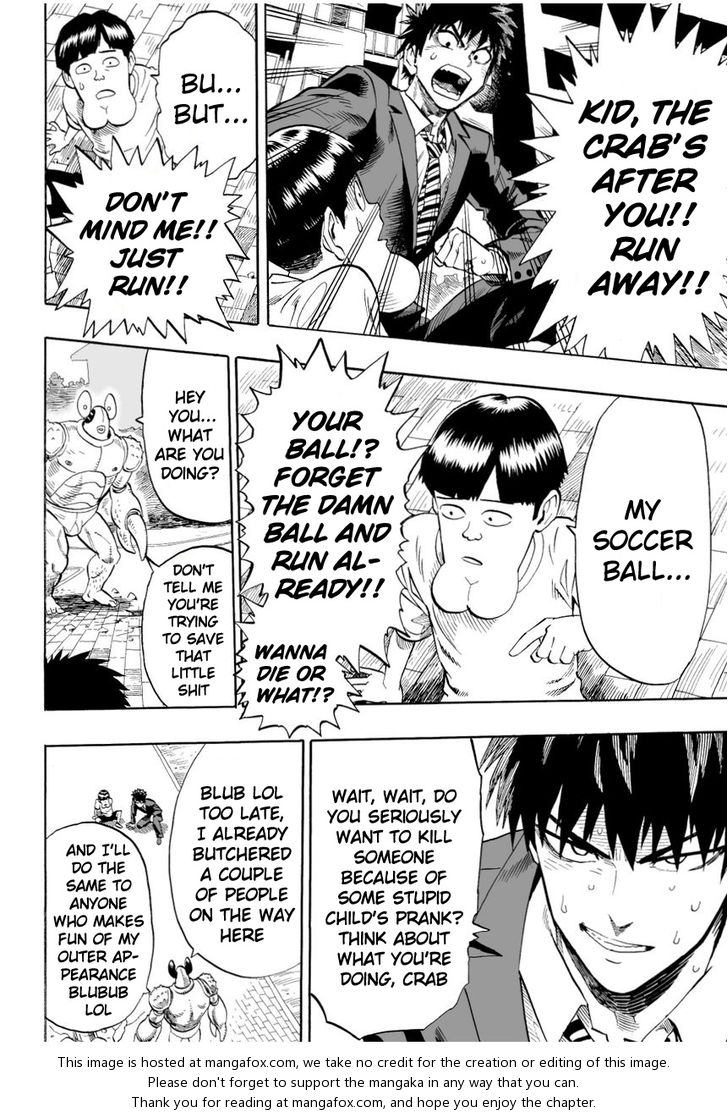 KID, THE
CRAB'S
AFTER
YOU!!
RUN
AWAY!!
BU...
BUT...
DON'T
MIND ME!!
JUST
RUN!!
MY
SOCCER
BALL...
YOUR
BALL!?
FORGET
THE DAMN
BALL AND
RUN AL-
READY!!
WANNA
DIE OR
WHAT!?
HEY
YOU...
WHAT
ARE YOU
DOING?
DON'T
TELL ME
YOU'RE
TRYING
TO SAVE
THAT
LITTLE
SHIT
WAIT, WAIT, DO
YOU SERIOUSLY
WANT TO KILL
SOMEONE
BECAUSE OF
SOME STUPID
CHILD'S PRANK?
THINK ABOUT
WHAT YOU'RE
DOING, CRAB
BLUB LOL
TOO LATE,
I ALREADY
BUTCHERED
A COUPLE
OF PEOPLE
ON THE WAY
HERE
AND I'LL
DO THE
SAME TO
ANYONE
WHO MAKES
FUN OF MY
OUTER AP-
PEARANCE
BLUBUB
LOL
This image is hosted at mangafox.com, we take no credit for the creation or editing of this image.
Please don't forget to support the mangaka in any way that you can.
Thank you for reading at mangafox.com, and hope you enjoy the chapter.